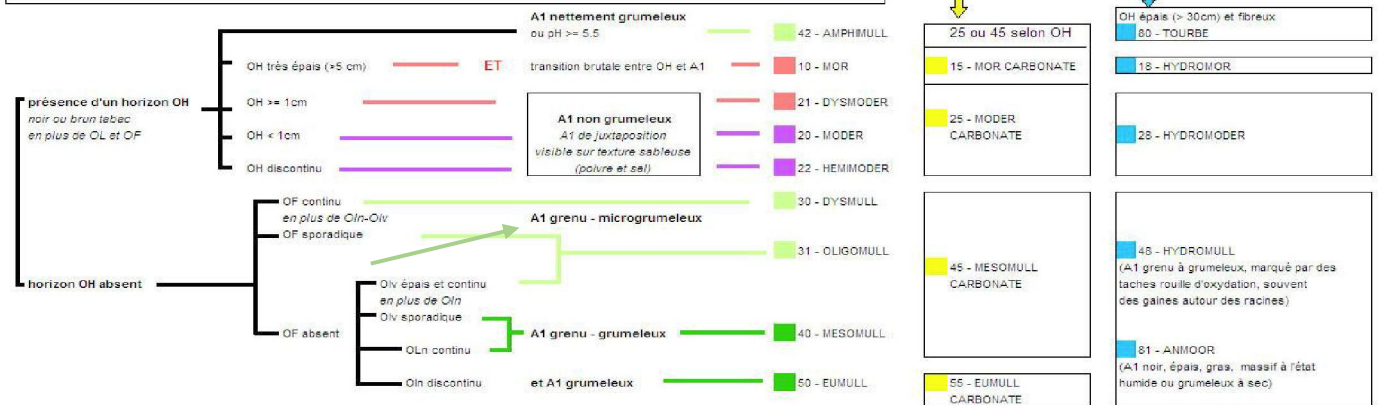 A1 nettement grumeleux
ou pH >= 5.5
42 - AMPHIMULL
OH très épais (>5 cm)
ET
transition brutale entre OH et A1
10 - MOR
présence d'un horizon OH
noir ou brun tabac
en plus de OL et OF
OH >= 1cm
OH < 1cm
OH discontinu
A1 non grumeleux
A1 de juxtaposition
visible sur texture sableuse
(poivre et sel)
21 - DYSMODER
20 - MODER
22 - HEMIMODER
horizon OH absent
OF continu
en plus de Oln-Olv
OF sporadique
30 - DYSMULL
A1 grenu - microgrumeleux
31 - OLIGOMULL
OF absent
Olv épais et continu
en plus de Oln
Olv sporadique
OLn continu
A1 grenu - grumeleux
40 - MESOMULL
Oln discontinu
et A1 grumeleux
50 - EUMULL
25 ou 45 selon OH
15 - MOR CARBONATE
25 - MODER
CARBONATE
45 - MESOMULL
CARBONATE
55 - EUMULL
CARBONATE
OH épais (> 30cm) et fibreux
80 - TOURBE
18 - HYDROMOR
28 - HYDROMODER
48 - HYDROMULL
(A1 grenu à grumeleux, marqué par des
taches rouille d'oxydation, souvent
des gaines autour des racines)
81 - ANMOOR
(A1 noir, épais, gras, massif à l'état
humide ou grumeleux à sec)